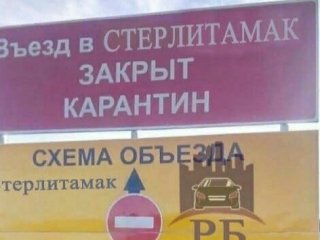 Въезд в СТЕРЛИТАМАК
ЗАКРЫТ
КАРАНТИН
СХЕМА ОБЪЕЗДА
терлитамак
РБ